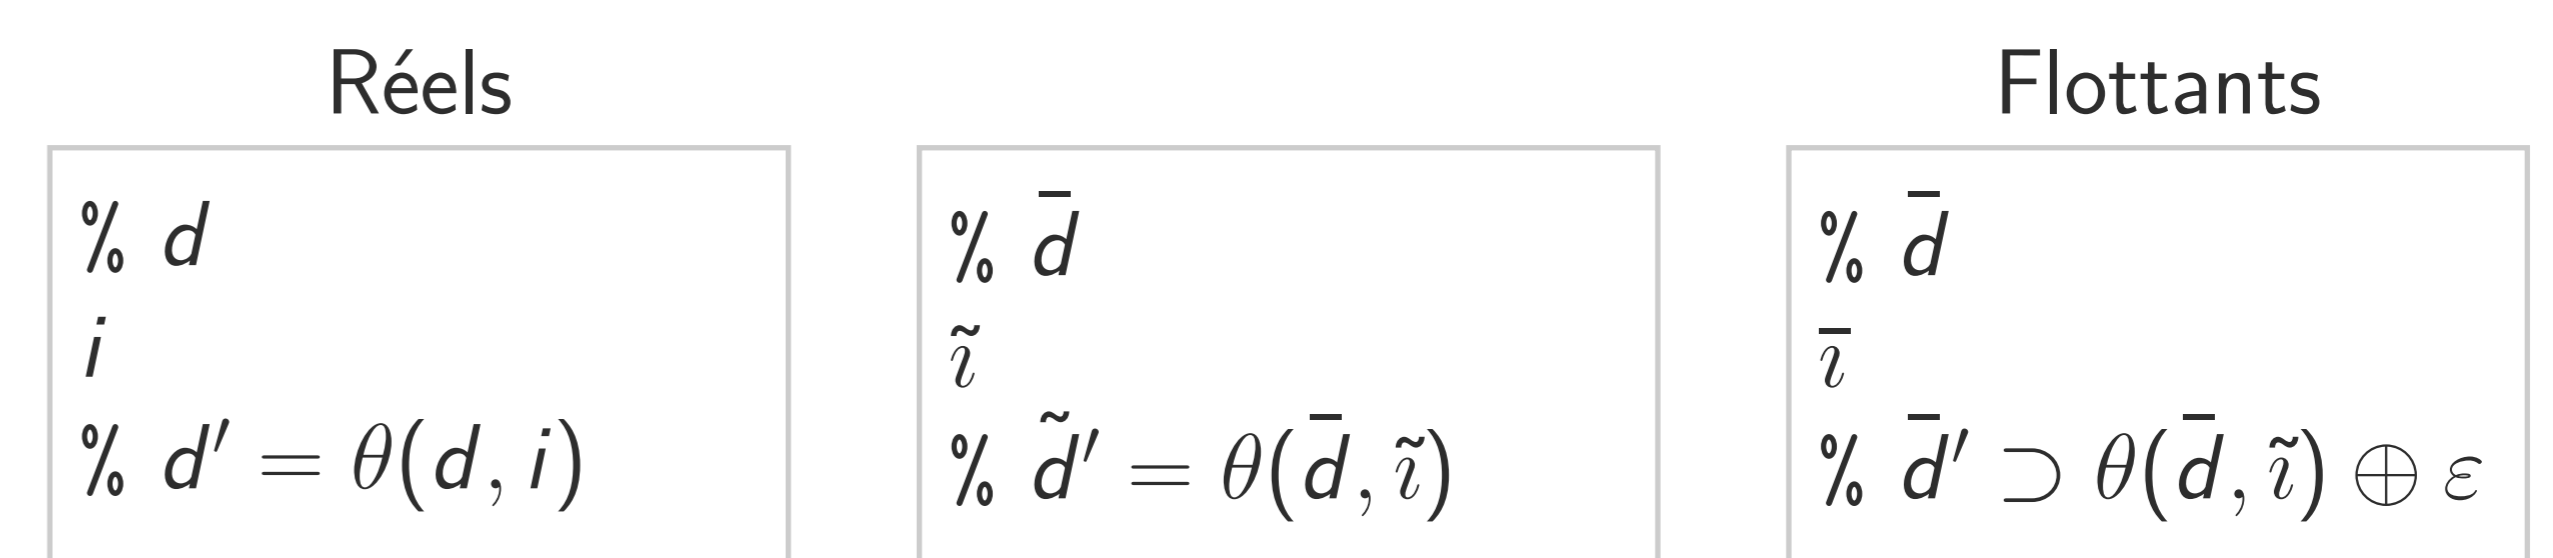 Réels
Flottants
% d
i
% d′ = θ(d, i)
% d̄
ĩ
% d̃′ = θ(d̄, ĩ)
% d̄
ī
% d̄′ ⊃ θ(d̄, ĩ) ⊕ ε